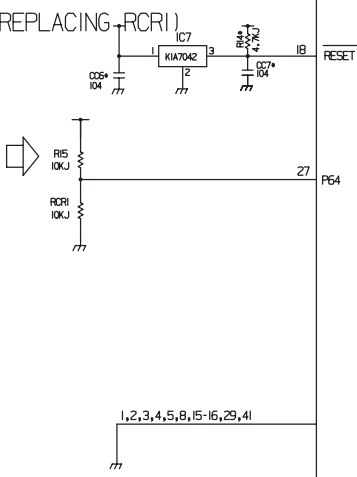 REPLACING RCR1)
IC7
1
KIA7042
3
2
CC6*
104
R14*
4.7KJ
CC7*
104
18
RESET
R15
10KJ
27
P64
RCR1
10KJ
1,2,3,4,5,8,15-16,29,41